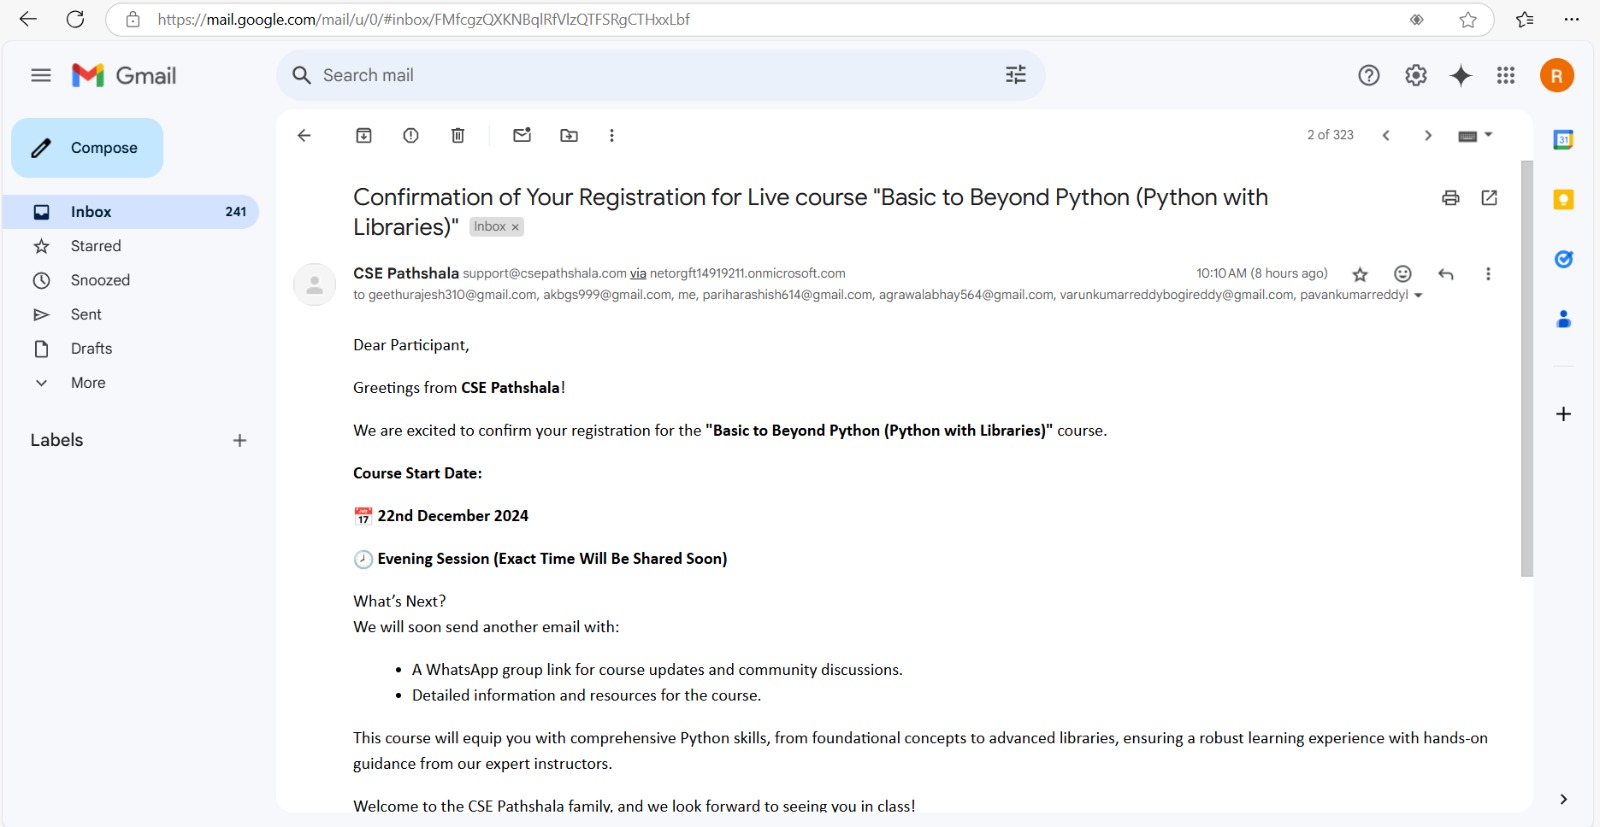 https://mail.google.com/mail/u/0/#inbox/FMfcgzQXKNBqlRfVlzQTFSRgCTHxxLbf
Gmail
Search mail
R
Compose
2 of 323
Inbox 241
Starred
Snoozed
Sent
Drafts
More
Labels
31
Confirmation of Your Registration for Live course "Basic to Beyond Python (Python with
Libraries)" Inbox ×
CSE Pathshala support@csepathshala.com via netorgft14919211.onmicrosoft.com 10:10 AM (8 hours ago)
to geethurajesh310@gmail.com, akbgs999@gmail.com, me, pariharashish614@gmail.com, agrawalabhay564@gmail.com, varunkumarreddybogireddy@gmail.com, pavankumarreddyl
Dear Participant,
Greetings from CSE Pathshala!
We are excited to confirm your registration for the "Basic to Beyond Python (Python with Libraries)" course.
Course Start Date:
📅 22nd December 2024
🕗 Evening Session (Exact Time Will Be Shared Soon)
What’s Next?
We will soon send another email with:
• A WhatsApp group link for course updates and community discussions.
• Detailed information and resources for the course.
This course will equip you with comprehensive Python skills, from foundational concepts to advanced libraries, ensuring a robust learning experience with hands-on
guidance from our expert instructors.
Welcome to the CSE Pathshala family, and we look forward to seeing you in class!